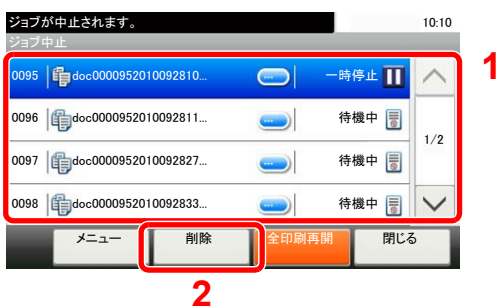 ジョブが中止されます。 10:10
ジョブ中止
1
0095 doc0000952010092810... 一時停止
0096 doc0000952010092811... 待機中
1/2
0097 doc0000952010092827... 待機中
0098 doc0000952010092833... 待機中
メニュー 削除 全印刷再開 閉じる
2